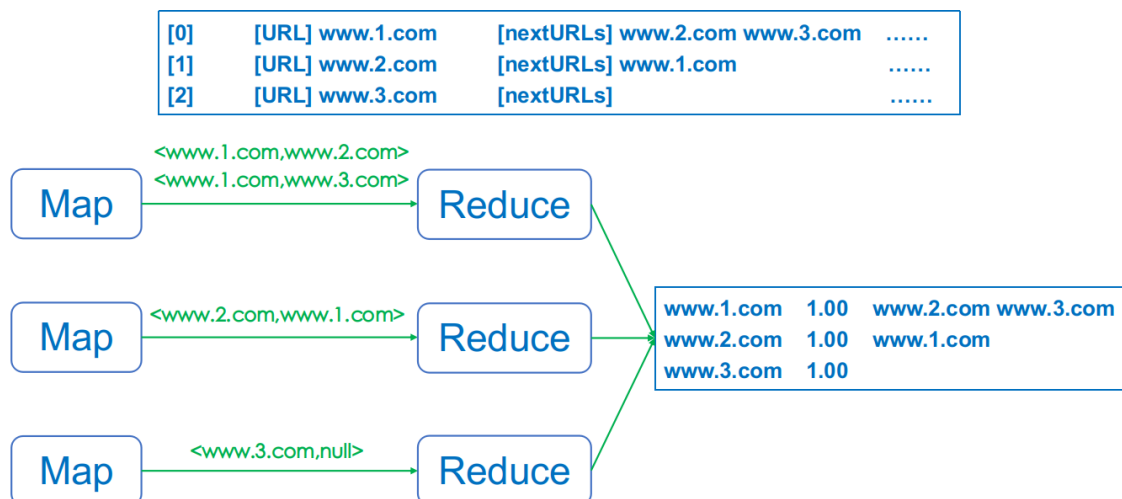 [0] [URL] www.1.com [nextURLs] www.2.com www.3.com ……
[1] [URL] www.2.com [nextURLs] www.1.com ……
[2] [URL] www.3.com [nextURLs] ……
<www.1.com,www.2.com>
<www.1.com,www.3.com>
Map Reduce
<www.2.com,www.1.com>
Map Reduce
www.1.com 1.00 www.2.com www.3.com
www.2.com 1.00 www.1.com
www.3.com 1.00
<www.3.com,null>
Map Reduce